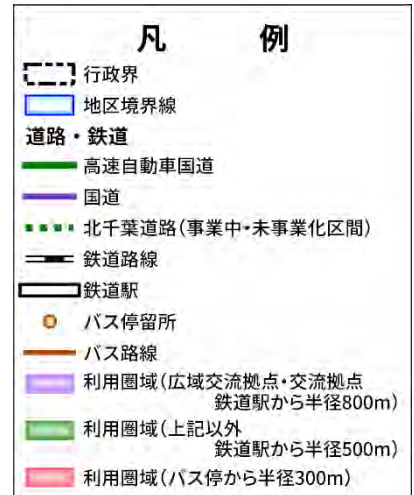 凡 例
行政界
地区境界線
道路・鉄道
高速自動車国道
国道
北千葉道路(事業中・未事業化区間)
鉄道路線
鉄道駅
バス停留所
バス路線
利用圏域(広域交流拠点・交流拠点
鉄道駅から半径800m)
利用圏域(上記以外
鉄道駅から半径500m)
利用圏域(バス停から半径300m)